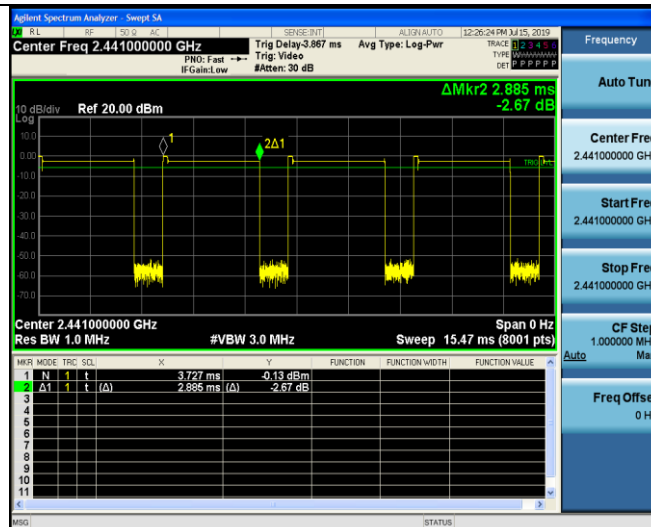 Agilent Spectrum Analyzer - Swept SA
RL RF 50 Ω AC SENSE:INT ALIGN AUTO 12:26:24 PM Jul 15, 2019
Center Freq 2.441000000 GHz
PNO: Fast
IFGain:Low
Trig Delay-3.867 ms
Trig: Video
#Atten: 30 dB
Avg Type: Log-Pwr
TRACE 1 2 3 4 5 6
TYPE
DET P P P P P P
ΔMkr2 2.885 ms
-2.67 dB
10 dB/div Ref 20.00 dBm
Log
10.0
0.00
-10.0
-20.0
-30.0
-40.0
-50.0
-60.0
-70.0
1
2Δ1
TRIG LVL
Center 2.441000000 GHz Span 0 Hz
Res BW 1.0 MHz #VBW 3.0 MHz Sweep 15.47 ms (8001 pts)
MKR MODE TRC SCL X Y FUNCTION FUNCTION WIDTH FUNCTION VALUE
1 N 1 t 3.727 ms -0.13 dBm
2 Δ1 1 t (Δ) 2.885 ms (Δ) -2.67 dB
3
4
5
6
7
8
9
10
11
MSG STATUS
Frequency
Auto Tun
Center Fre
2.441000000 GH
Start Fre
2.441000000 GH
Stop Fre
2.441000000 GH
CF Step
1.000000 MH
Auto Ma
Freq Offse
0 H